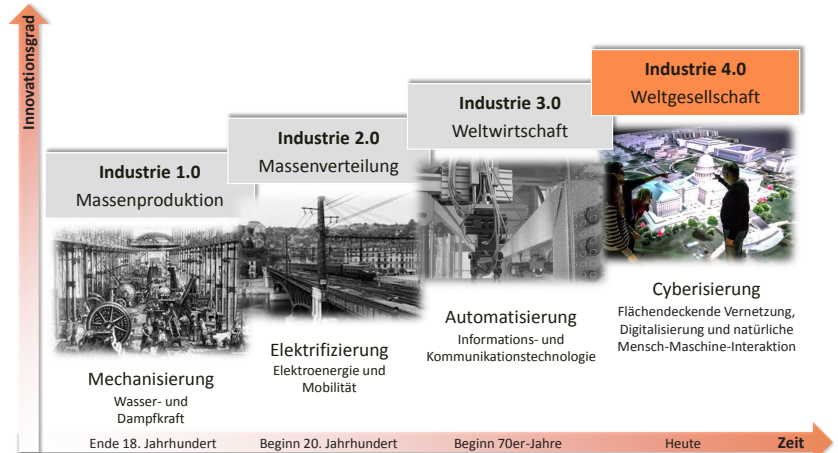 Innovationsgrad
Industrie 1.0
Massenproduktion
Mechanisierung
Wasser- und
Dampfkraft
Industrie 2.0
Massenverteilung
Elektrifizierung
Elektroenergie und
Mobilität
Industrie 3.0
Weltwirtschaft
Automatisierung
Informations- und
Kommunikationstechnologie
Industrie 4.0
Weltgesellschaft
Cyberisierung
Flächendeckende Vernetzung,
Digitalisierung und natürliche
Mensch-Maschine-Interaktion
Ende 18. Jahrhundert Beginn 20. Jahrhundert Beginn 70er-Jahre Heute Zeit